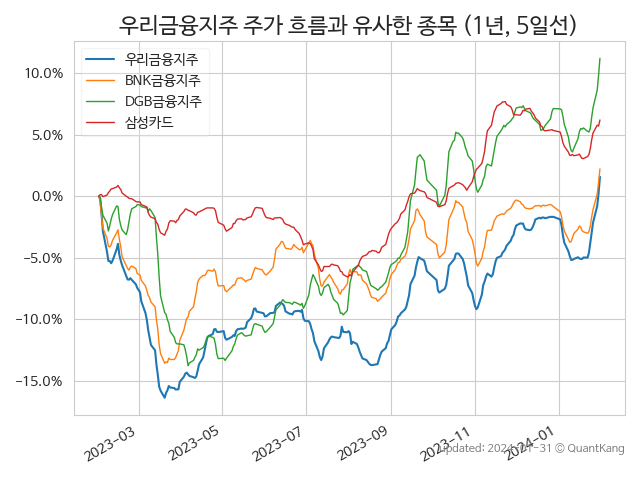 우리금융지주 주가 흐름과 유사한 종목 (1년, 5일선)
우리금융지주
BNK금융지주
DGB금융지주
삼성카드
10.0%
5.0%
0.0%
−5.0%
−10.0%
−15.0%
2023-03
2023-05
2023-07
2023-09
2023-11
2024-01
updated: 2024-01-31 © QuantKang